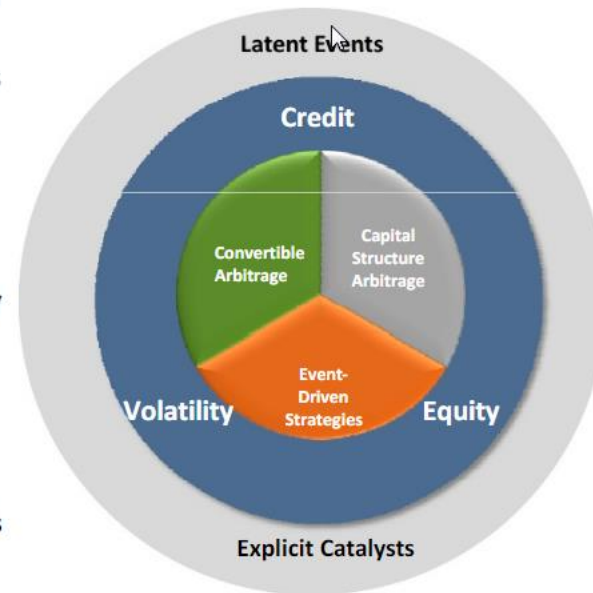 Latent Events
Credit
Convertible
Arbitrage
Capital
Structure
Arbitrage
Event-
Driven
Strategies
Volatility
Equity
Explicit Catalysts